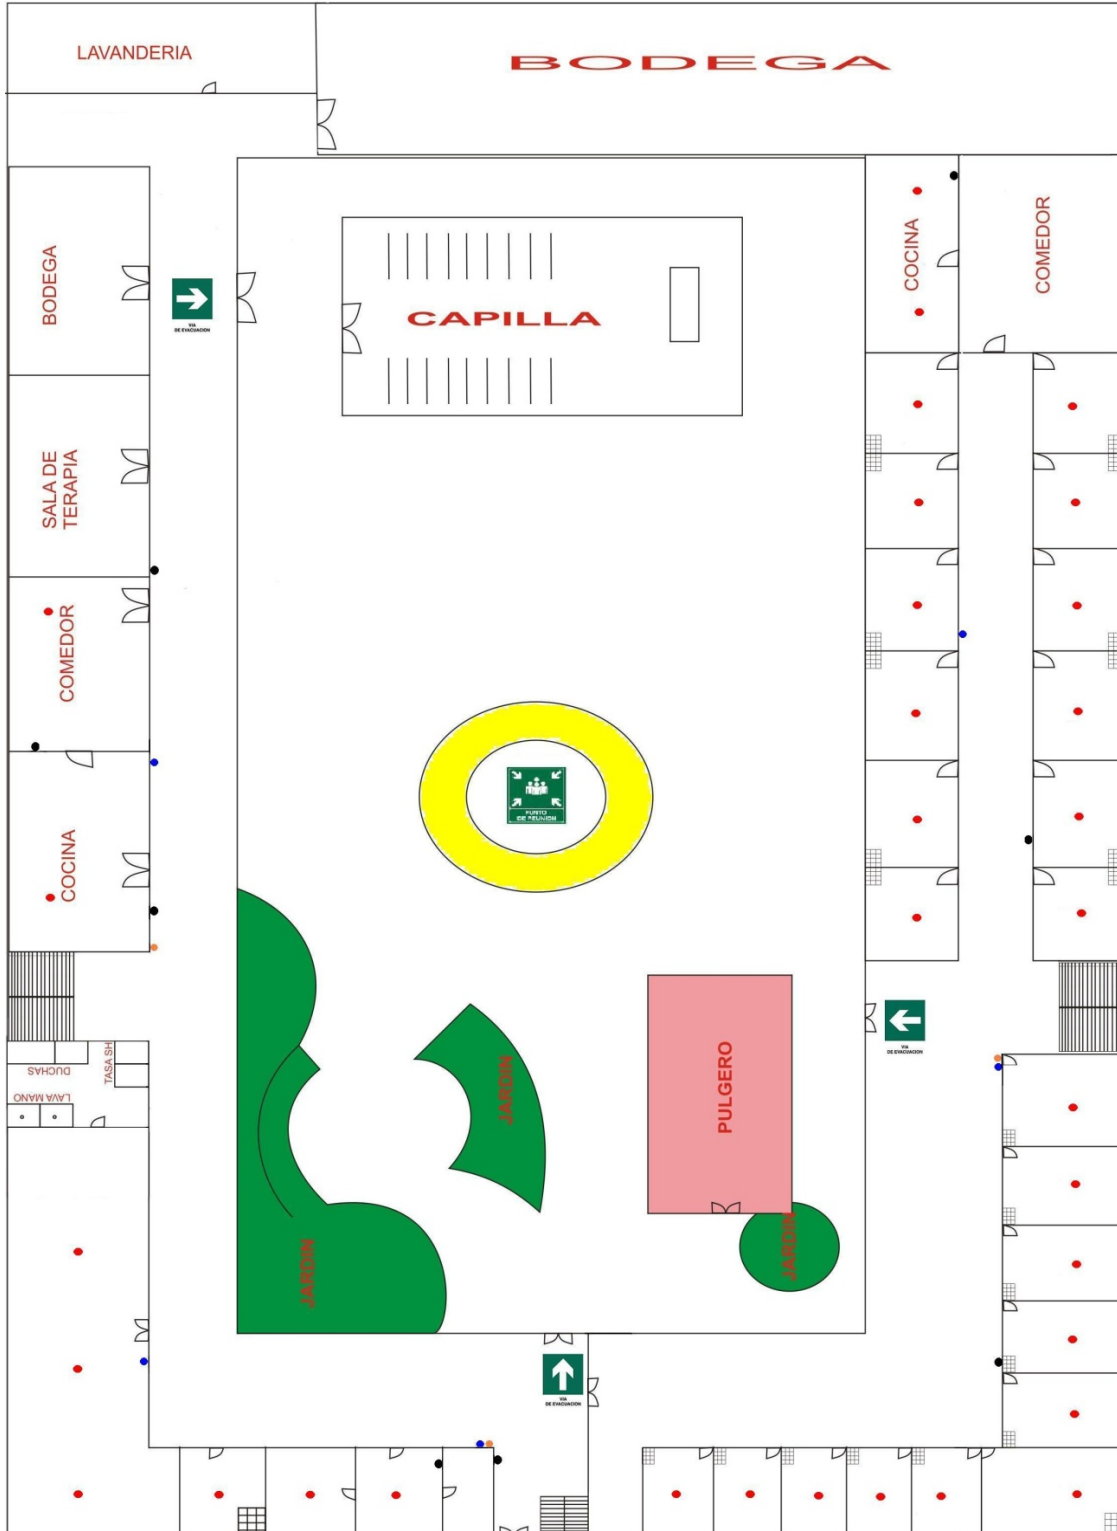 LAVANDERIA
BODEGA
BODEGA
VIA
DE EVACUACION
CAPILLA
COCINA
COMEDOR
SALA DE
TERAPIA
COMEDOR
PUNTO
DE REUNION
COCINA
VIA
DE EVACUACION
DUCHAS
TASA SH
LAVA MANO
JARDIN
PULGERO
JARDIN
JARDIN
VIA
DE EVACUACION